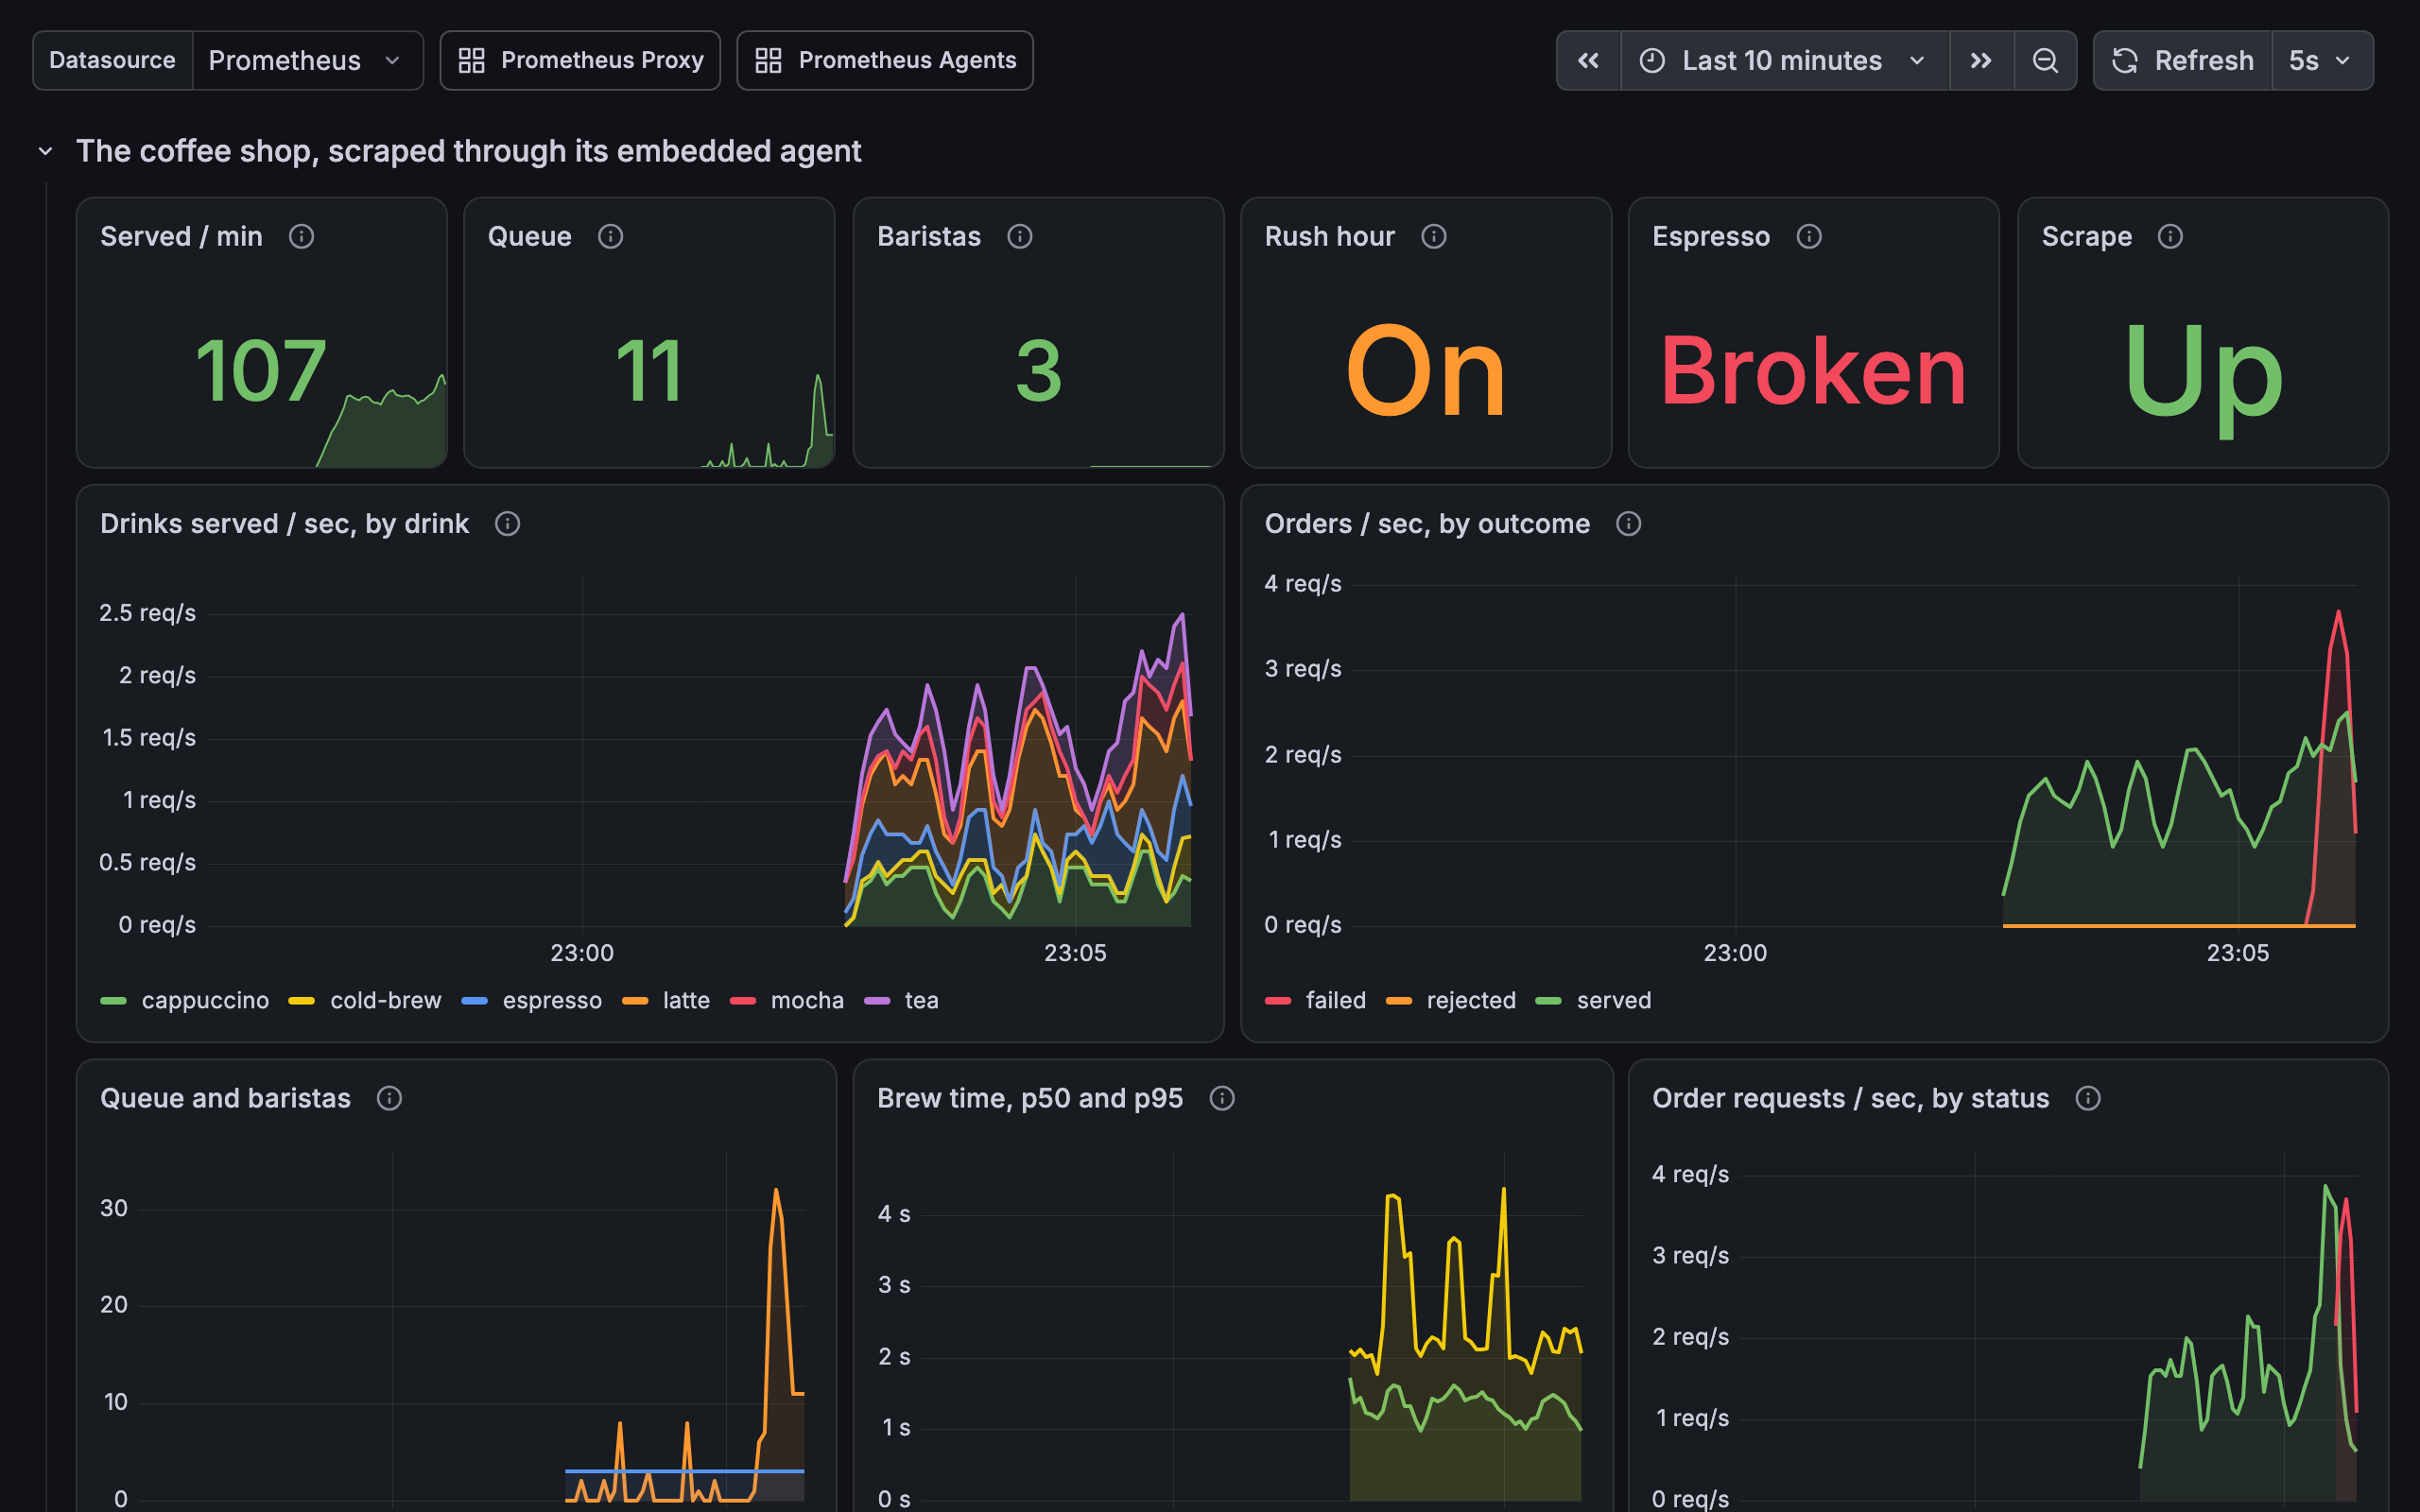 Datasource Prometheus Prometheus Proxy Prometheus Agents Last 10 minutes Refresh 5s
The coffee shop, scraped through its embedded agent
Served / min Queue Baristas Rush hour Espresso Scrape
107 11 3 On Broken Up
Drinks served / sec, by drink
2.5 req/s
2 req/s
1.5 req/s
1 req/s
0.5 req/s
0 req/s
23:00 23:05
cappuccino cold-brew espresso latte mocha tea
Orders / sec, by outcome
4 req/s
3 req/s
2 req/s
1 req/s
0 req/s
23:00 23:05
failed rejected served
Queue and baristas
30
20
10
0
Brew time, p50 and p95
4 s
3 s
2 s
1 s
0 s
Order requests / sec, by status
4 req/s
3 req/s
2 req/s
1 req/s
0 req/s